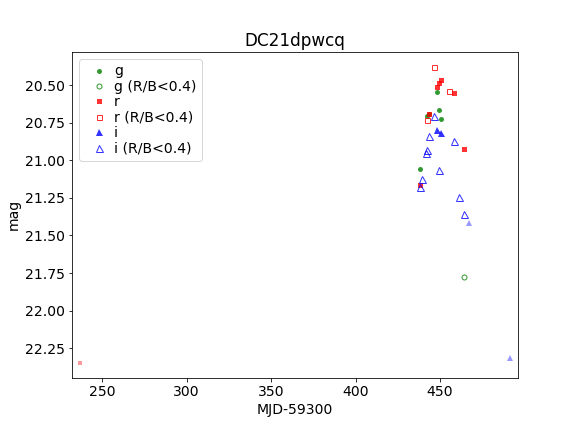 DC21dpwcq
g
g (R/B<0.4)
r
r (R/B<0.4)
i
i (R/B<0.4)
mag
20.50
20.75
21.00
21.25
21.50
21.75
22.00
22.25
250
300
350
400
450
MJD-59300